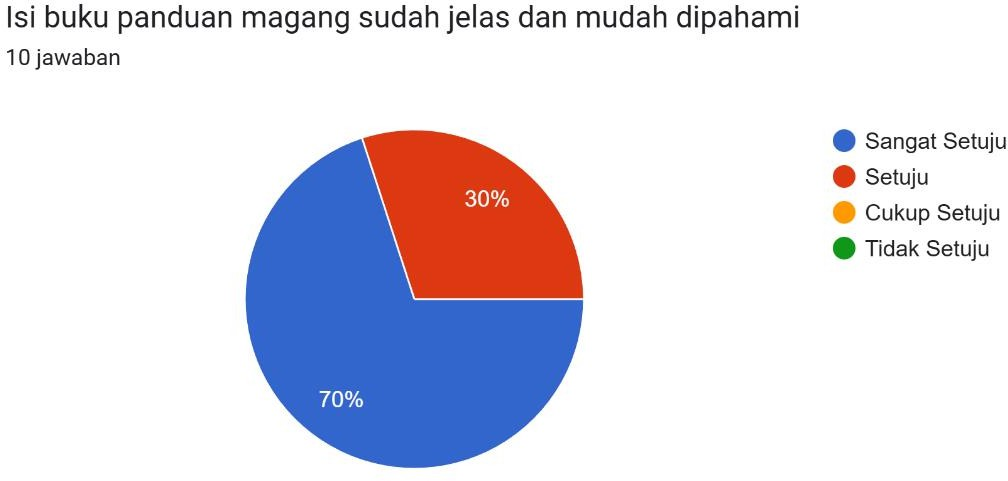 Isi buku panduan magang sudah jelas dan mudah dipahami
10 jawaban
Sangat Setuju
Setuju
Cukup Setuju
Tidak Setuju
30%
70%